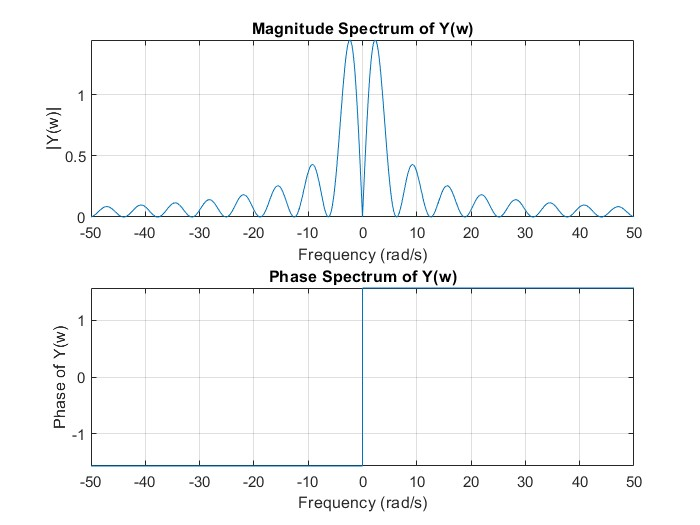 Magnitude Spectrum of Y(w)
|Y(w)|
1
0.5
0
-50 -40 -30 -20 -10 0 10 20 30 40 50
Frequency (rad/s)
Phase Spectrum of Y(w)
Phase of Y(w)
1
0
-1
-50 -40 -30 -20 -10 0 10 20 30 40 50
Frequency (rad/s)